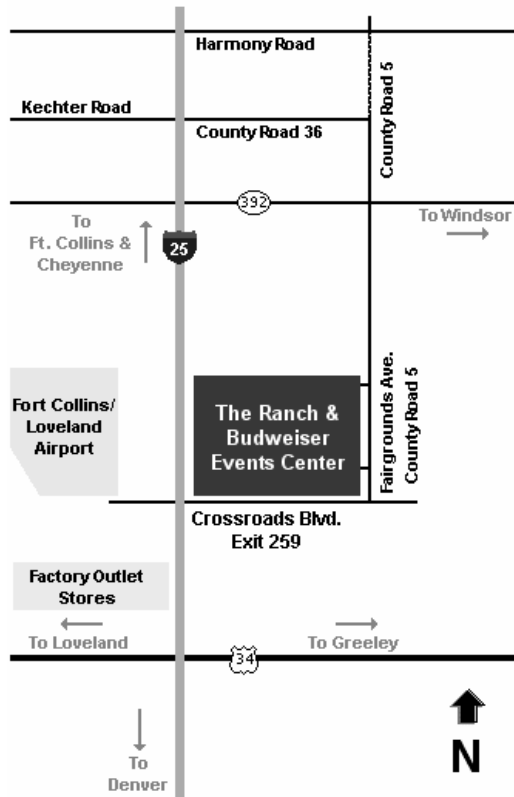 Harmony Road
Kechter Road
County Road 36
County Road 5
392
To
Ft. Collins &
Cheyenne
25
To Windsor
Fort Collins/
Loveland
Airport
The Ranch &
Budweiser
Events Center
Fairgrounds Ave.
County Road 5
Crossroads Blvd.
Exit 259
Factory Outlet
Stores
To Loveland
To Greeley
34
To
Denver
N